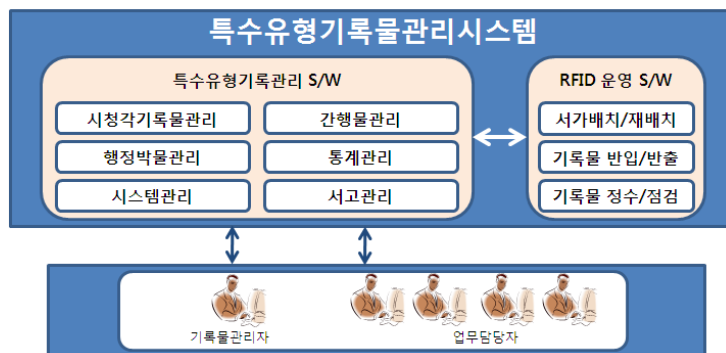 특수유형기록물관리시스템
특수유형기록관리 S/W
시청각기록물관리
간행물관리
행정박물관리
통계관리
시스템관리
서고관리
RFID 운영 S/W
서가배치/재배치
기록물 반입/반출
기록물 정수/점검
기록물관리자
업무담당자